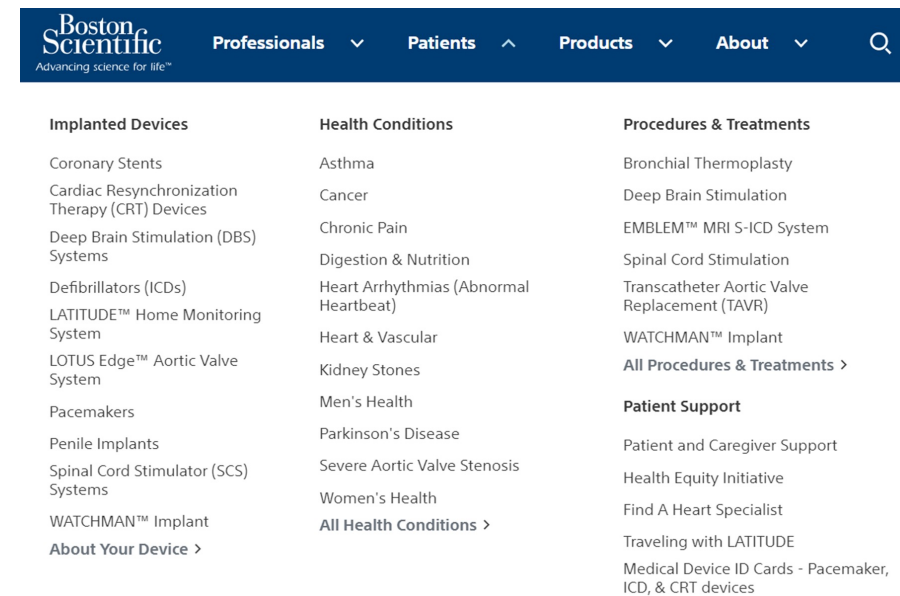 Boston
Scientific
Advancing science for life™
Professionals
Patients
Products
About
Implanted Devices
Coronary Stents
Cardiac Resynchronization
Therapy (CRT) Devices
Deep Brain Stimulation (DBS)
Systems
Defibrillators (ICDs)
LATITUDE™ Home Monitoring
System
LOTUS Edge™ Aortic Valve
System
Pacemakers
Penile Implants
Spinal Cord Stimulator (SCS)
Systems
WATCHMAN™ Implant
About Your Device >
Health Conditions
Asthma
Cancer
Chronic Pain
Digestion & Nutrition
Heart Arrhythmias (Abnormal
Heartbeat)
Heart & Vascular
Kidney Stones
Men's Health
Parkinson's Disease
Severe Aortic Valve Stenosis
Women's Health
All Health Conditions >
Procedures & Treatments
Bronchial Thermoplasty
Deep Brain Stimulation
EMBLEM™ MRI S-ICD System
Spinal Cord Stimulation
Transcatheter Aortic Valve
Replacement (TAVR)
WATCHMAN™ Implant
All Procedures & Treatments >
Patient Support
Patient and Caregiver Support
Health Equity Initiative
Find A Heart Specialist
Traveling with LATITUDE
Medical Device ID Cards - Pacemaker,
ICD, & CRT devices